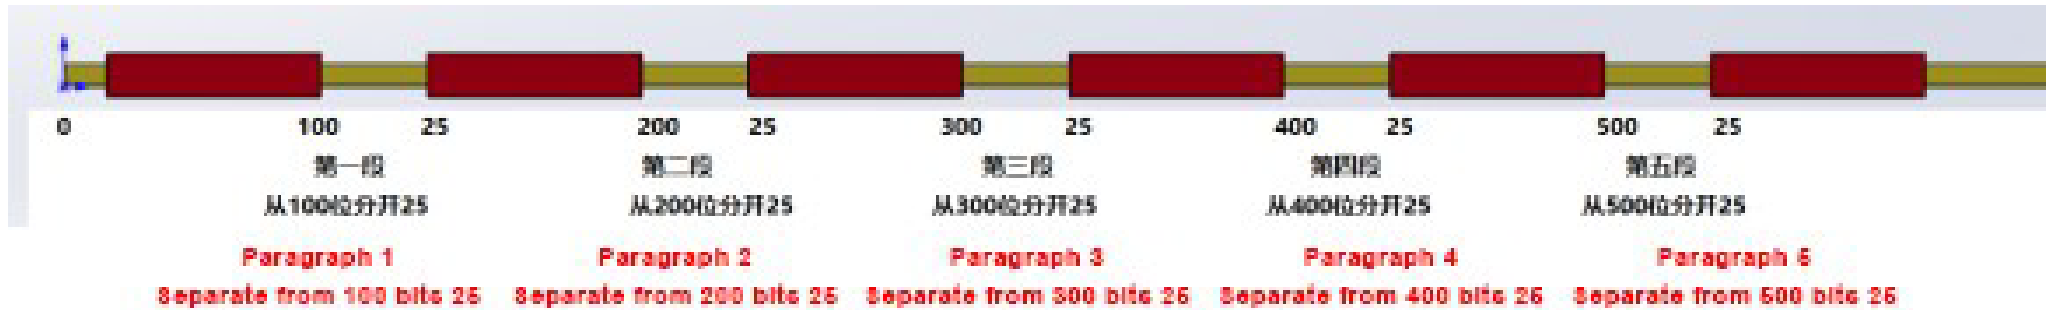 0 100 25 200 25 300 25 400 25 500 25
第一段 第二段 第三段 第四段 第五段
从100位分开25 从200位分开25 从300位分开25 从400位分开25 从500位分开25
Paragraph 1 Paragraph 2 Paragraph 3 Paragraph 4 Paragraph 5
Separate from 100 bits 25 Separate from 200 bits 25 Separate from 300 bits 25 Separate from 400 bits 25 Separate from 500 bits 25